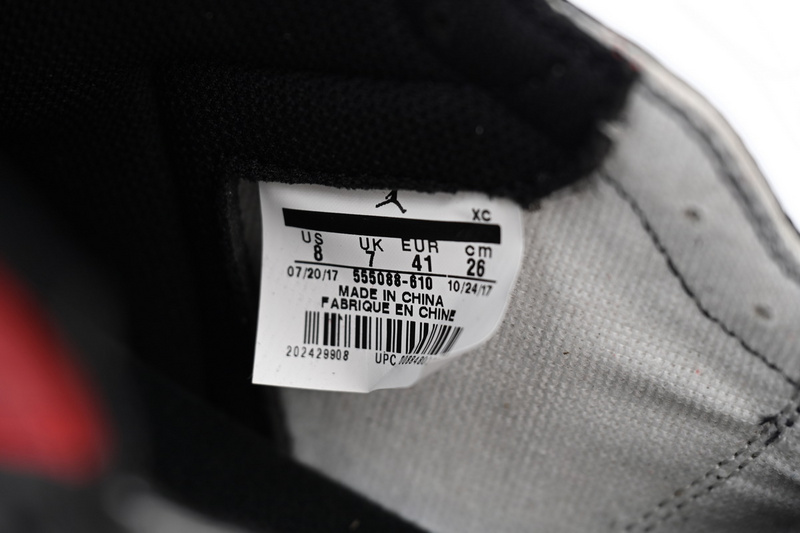 XC
US UK EUR cm
8 7 41 26
07/20/17 555088-610 10/24/17
MADE IN CHINA
FABRIQUE EN CHINE
202429908 UPC